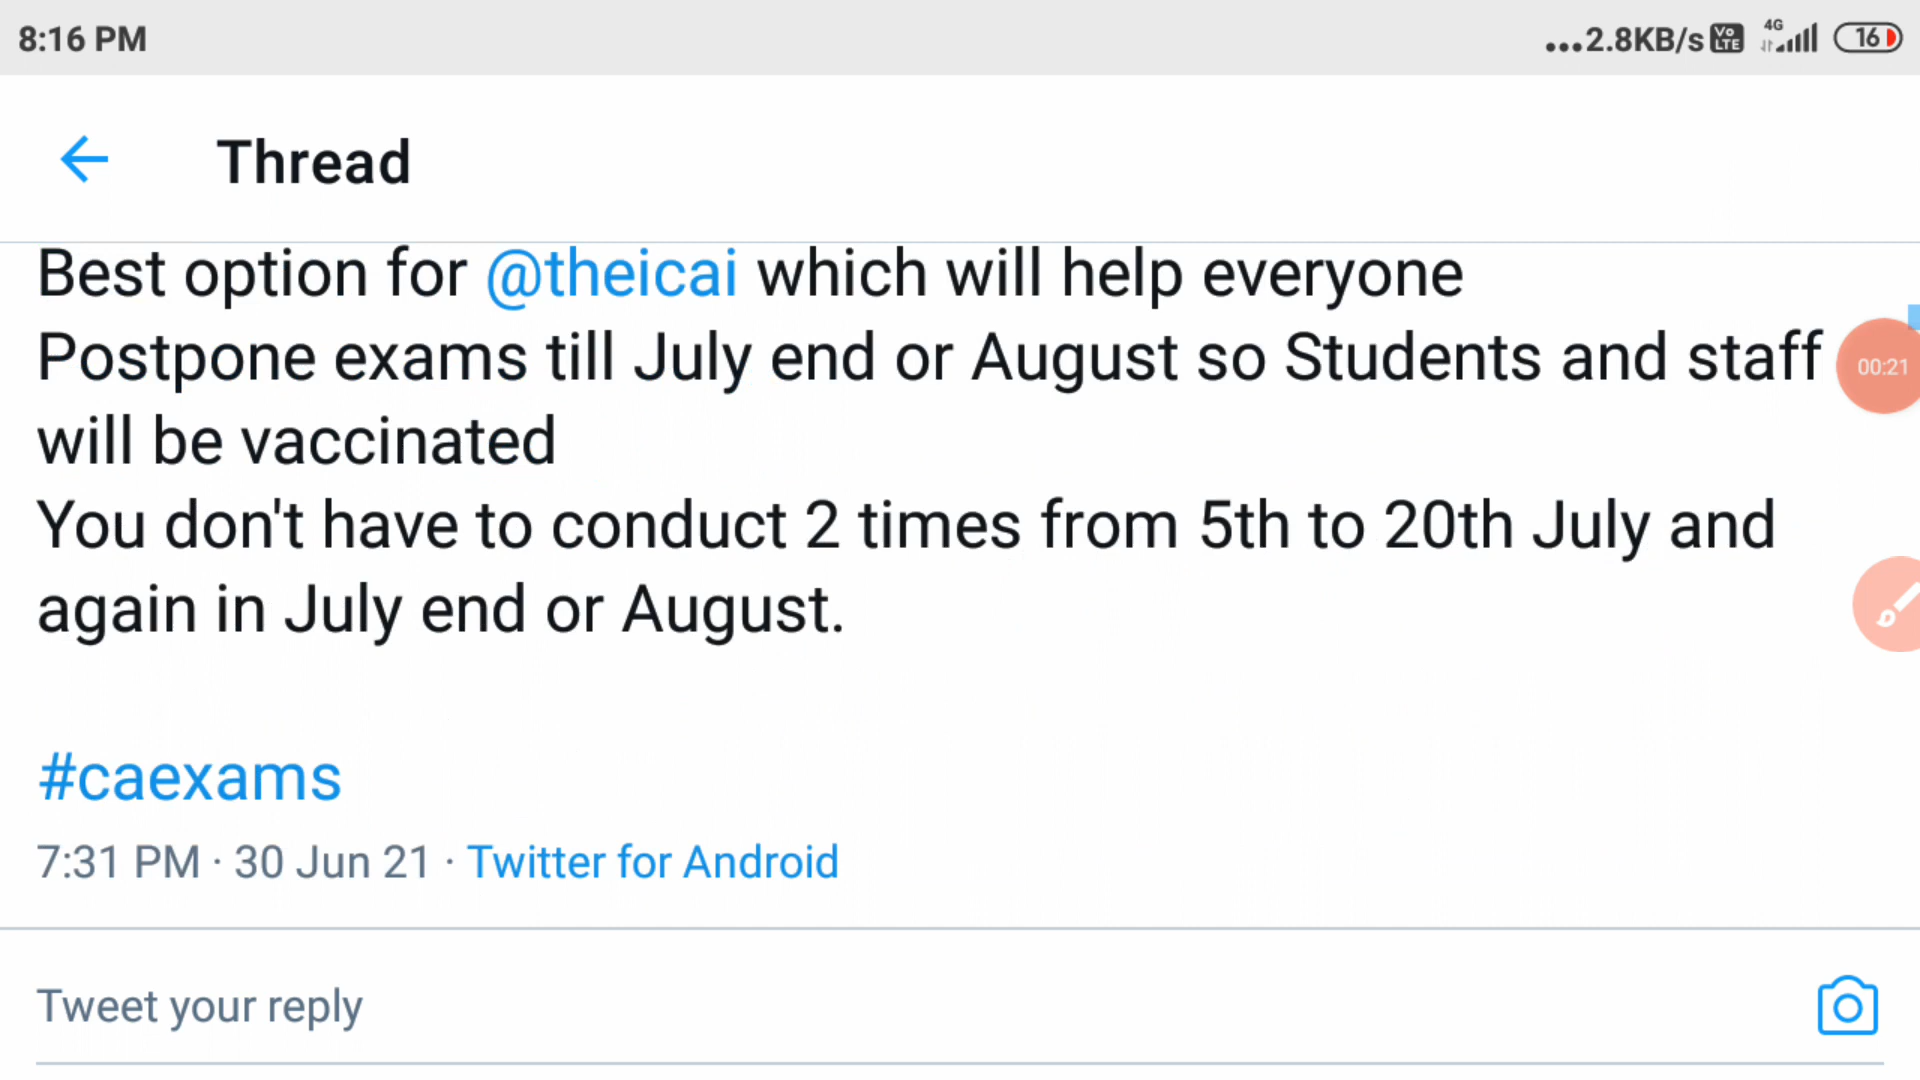 8:16 PM
...2.8KB/s Vo LTE 4G 16
Thread
Best option for @theicai which will help everyone
Postpone exams till July end or August so Students and staff
00:21
will be vaccinated
You don't have to conduct 2 times from 5th to 20th July and
again in July end or August.
#caexams
7:31 PM · 30 Jun 21 · Twitter for Android
Tweet your reply